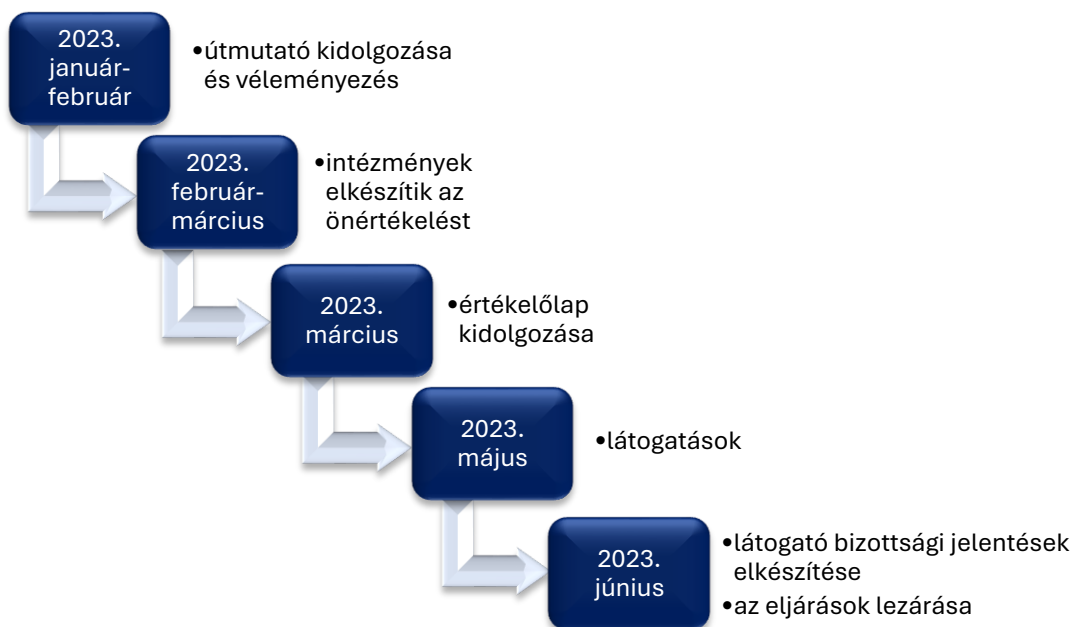 2023.
január-
február
•útmutató kidolgozása
és véleményezés
2023.
február-
március
•intézmények
elkészítik az
önértékelést
2023.
március
•értékelőlap
kidolgozása
2023.
május
•látogatások
2023.
június
•látogató bizottsági jelentések
elkészítése
•az eljárások lezárása